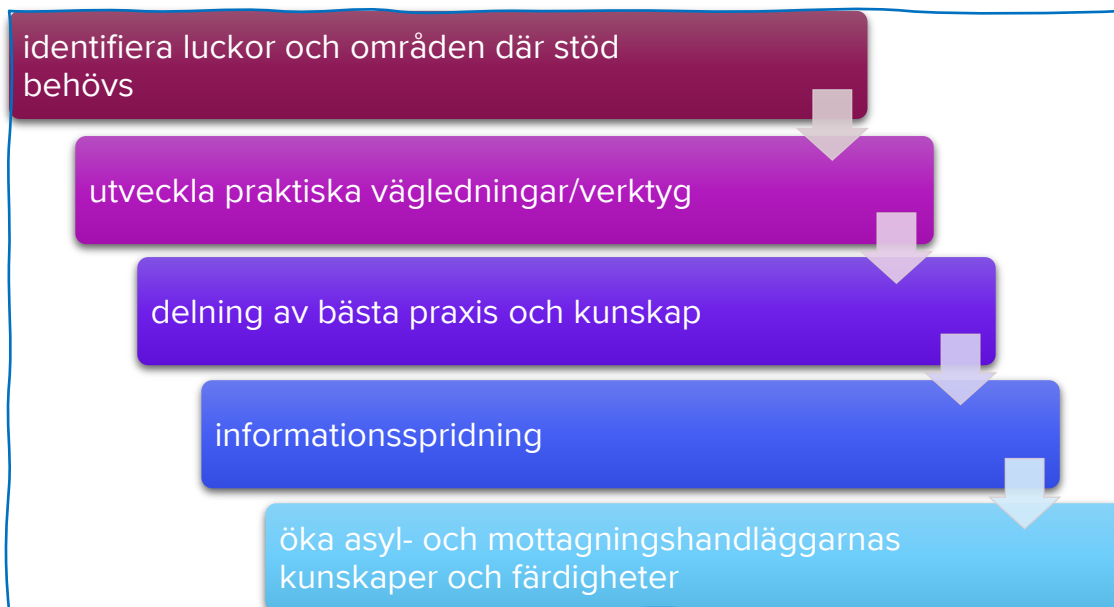 identifiera luckor och områden där stöd
behövs
utveckla praktiska vägledningar/verktyg
delning av bästa praxis och kunskap
informationsspridning
öka asyl- och mottagningshandläggarnas
kunskaper och färdigheter